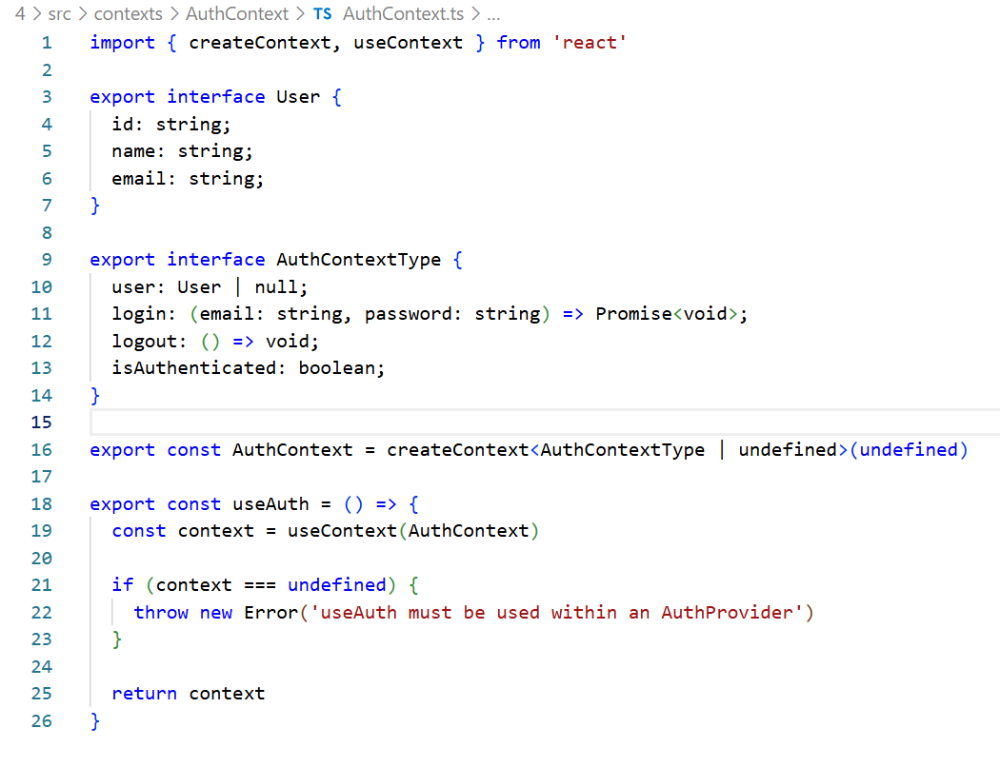 4 > src > contexts > AuthContext > TS AuthContext.ts > ...
1 import { createContext, useContext } from 'react'
2
3 export interface User {
4   id: string;
5   name: string;
6   email: string;
7 }
8
9 export interface AuthContextType {
10   user: User | null;
11   login: (email: string, password: string) => Promise<void>;
12   logout: () => void;
13   isAuthenticated: boolean;
14 }
15
16 export const AuthContext = createContext<AuthContextType | undefined>(undefined)
17
18 export const useAuth = () => {
19   const context = useContext(AuthContext)
20
21   if (context === undefined) {
22     throw new Error('useAuth must be used within an AuthProvider')
23   }
24
25   return context
26 }